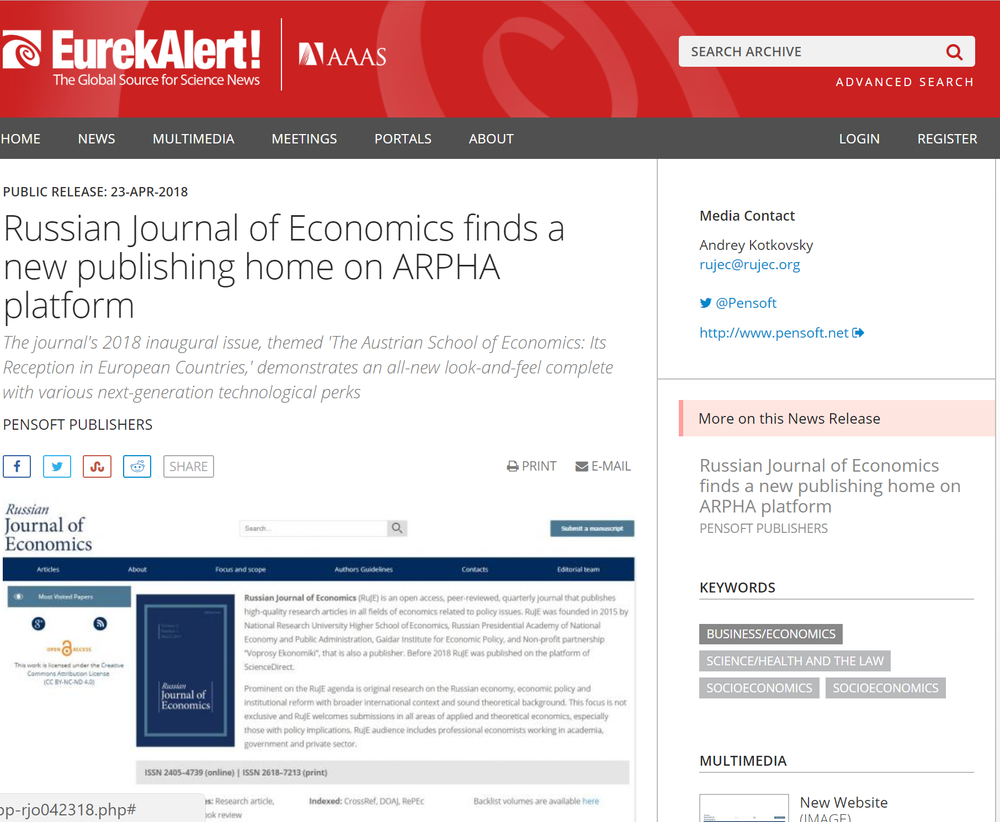 EurekAlert!
The Global Source for Science News
AAAS
SEARCH ARCHIVE
ADVANCED SEARCH
HOME NEWS MULTIMEDIA MEETINGS PORTALS ABOUT LOGIN REGISTER
PUBLIC RELEASE: 23-APR-2018
Russian Journal of Economics finds a
new publishing home on ARPHA
platform
The journal's 2018 inaugural issue, themed 'The Austrian School of Economics: Its
Reception in European Countries,' demonstrates an all-new look-and-feel complete
with various next-generation technological perks
PENSOFT PUBLISHERS
SHARE
PRINT E-MAIL
Russian
Journal of
Economics
Search...
Submit a manuscript
Articles About Focus and scope Authors Guidelines Contacts Editorial team
Most Visited Papers
g+
OPEN ACCESS
This work is licensed under the Creative
Commons Attribution License
(CC BY-NC-ND 4.0)
Russian
Journal of
Economics
Russian Journal of Economics (RuJE) is an open access, peer-reviewed, quarterly journal that publishes
high-quality research articles in all fields of economics related to policy issues. RuJE was founded in 2015 by
National Research University Higher School of Economics, Russian Presidential Academy of National
Economy and Public Administration, Gaidar Institute for Economic Policy, and Non-profit partnership
"Voprosy Ekonomiki", that is also a publisher. Before 2018 RuJE was published on the platform of
ScienceDirect.
Prominent on the RuJE agenda is original research on the Russian economy, economic policy and
institutional reform with broader international context and sound theoretical background. This focus is not
exclusive and RuJE welcomes submissions in all areas of applied and theoretical economics, especially
those with policy implications. RuJE audience includes professional economists working in academia,
government and private sector.
ISSN 2405-4739 (online) | ISSN 2618-7213 (print)
es: Research article,
ook review
Indexed: CrossRef, DOAJ, RePEc
Backlist volumes are available here
pp-rjo042318.php#
Media Contact
Andrey Kotkovsky
rujec@rujec.org
@Pensoft
http://www.pensoft.net
More on this News Release
Russian Journal of Economics
finds a new publishing home on
ARPHA platform
PENSOFT PUBLISHERS
KEYWORDS
BUSINESS/ECONOMICS
SCIENCE/HEALTH AND THE LAW
SOCIOECONOMICS SOCIOECONOMICS
MULTIMEDIA
New Website
(IMAGE)